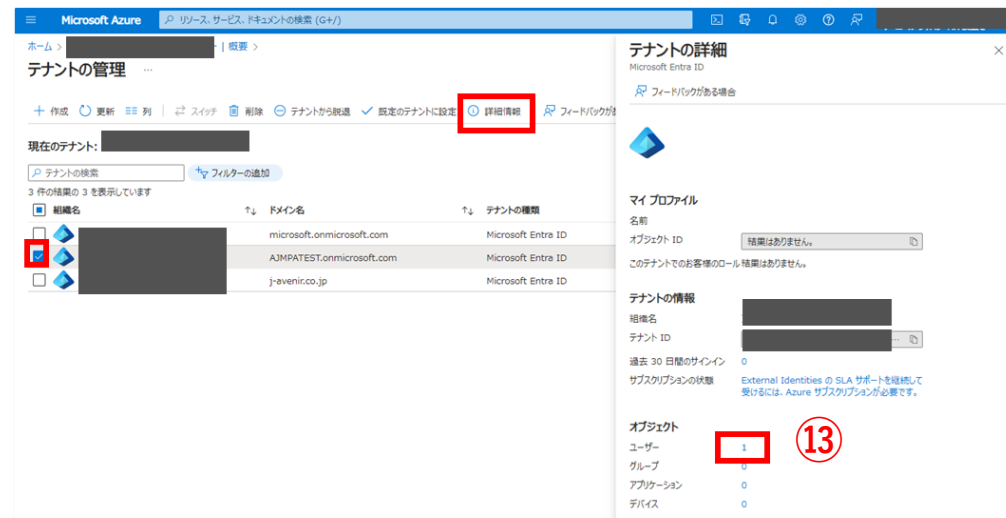 Microsoft Azure
リソース、サービス、ドキュメントの検索 (G+/)
ホーム >
| 概要 >
テナントの管理 ...
作成 更新 列 スイッチ 削除 テナントから脱退 既定のテナントに設定 詳細情報 フィードバックがあ
現在のテナント:
テナントの検索 フィルターの追加
3 件の結果の 3 を表示しています
組織名 ↑↓ ドメイン名 ↑↓ テナントの種類
microsoft.onmicrosoft.com Microsoft Entra ID
AJMPATEST.onmicrosoft.com Microsoft Entra ID
j-avenir.co.jp Microsoft Entra ID
テナントの詳細
Microsoft Entra ID
フィードバックがある場合
マイ プロファイル
名前
オブジェクト ID 結果はありません。
このテナントでのお客様のロール 結果はありません。
テナントの情報
組織名
テナント ID
過去 30 日間のサインイン 0
サブスクリプションの状態 External Identities の SLA サポートを継続して
受けるには、Azure サブスクリプションが必要です。
オブジェクト
ユーザー 1
⑬
グループ 0
アプリケーション 0
デバイス 0